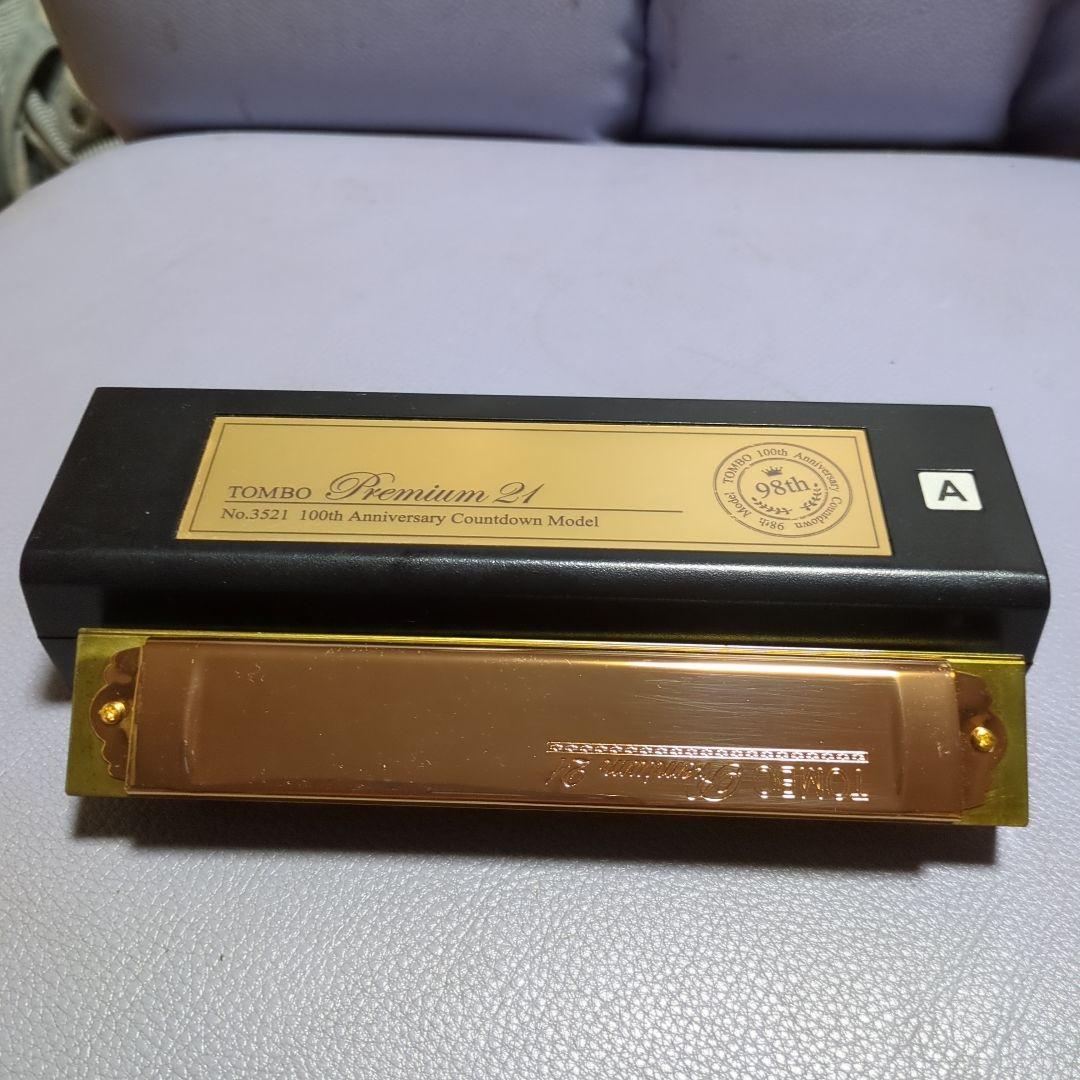 TOMBO Premium 21
No.3521 100th Anniversary Countdown Model
TOMBO 100th Anniversary Countdown Model 98th
98th
A
TOMBO Premium 21